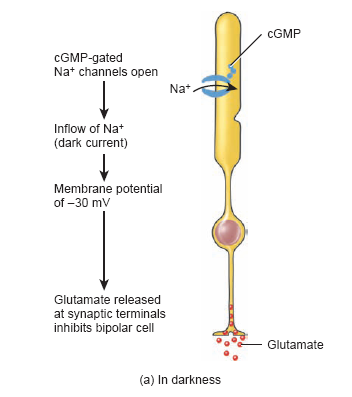 cGMP
cGMP-gated
Na+ channels open
Na+
Inflow of Na+
(dark current)
Membrane potential
of –30 mV
Glutamate released
at synaptic terminals
inhibits bipolar cell
Glutamate
(a) In darkness